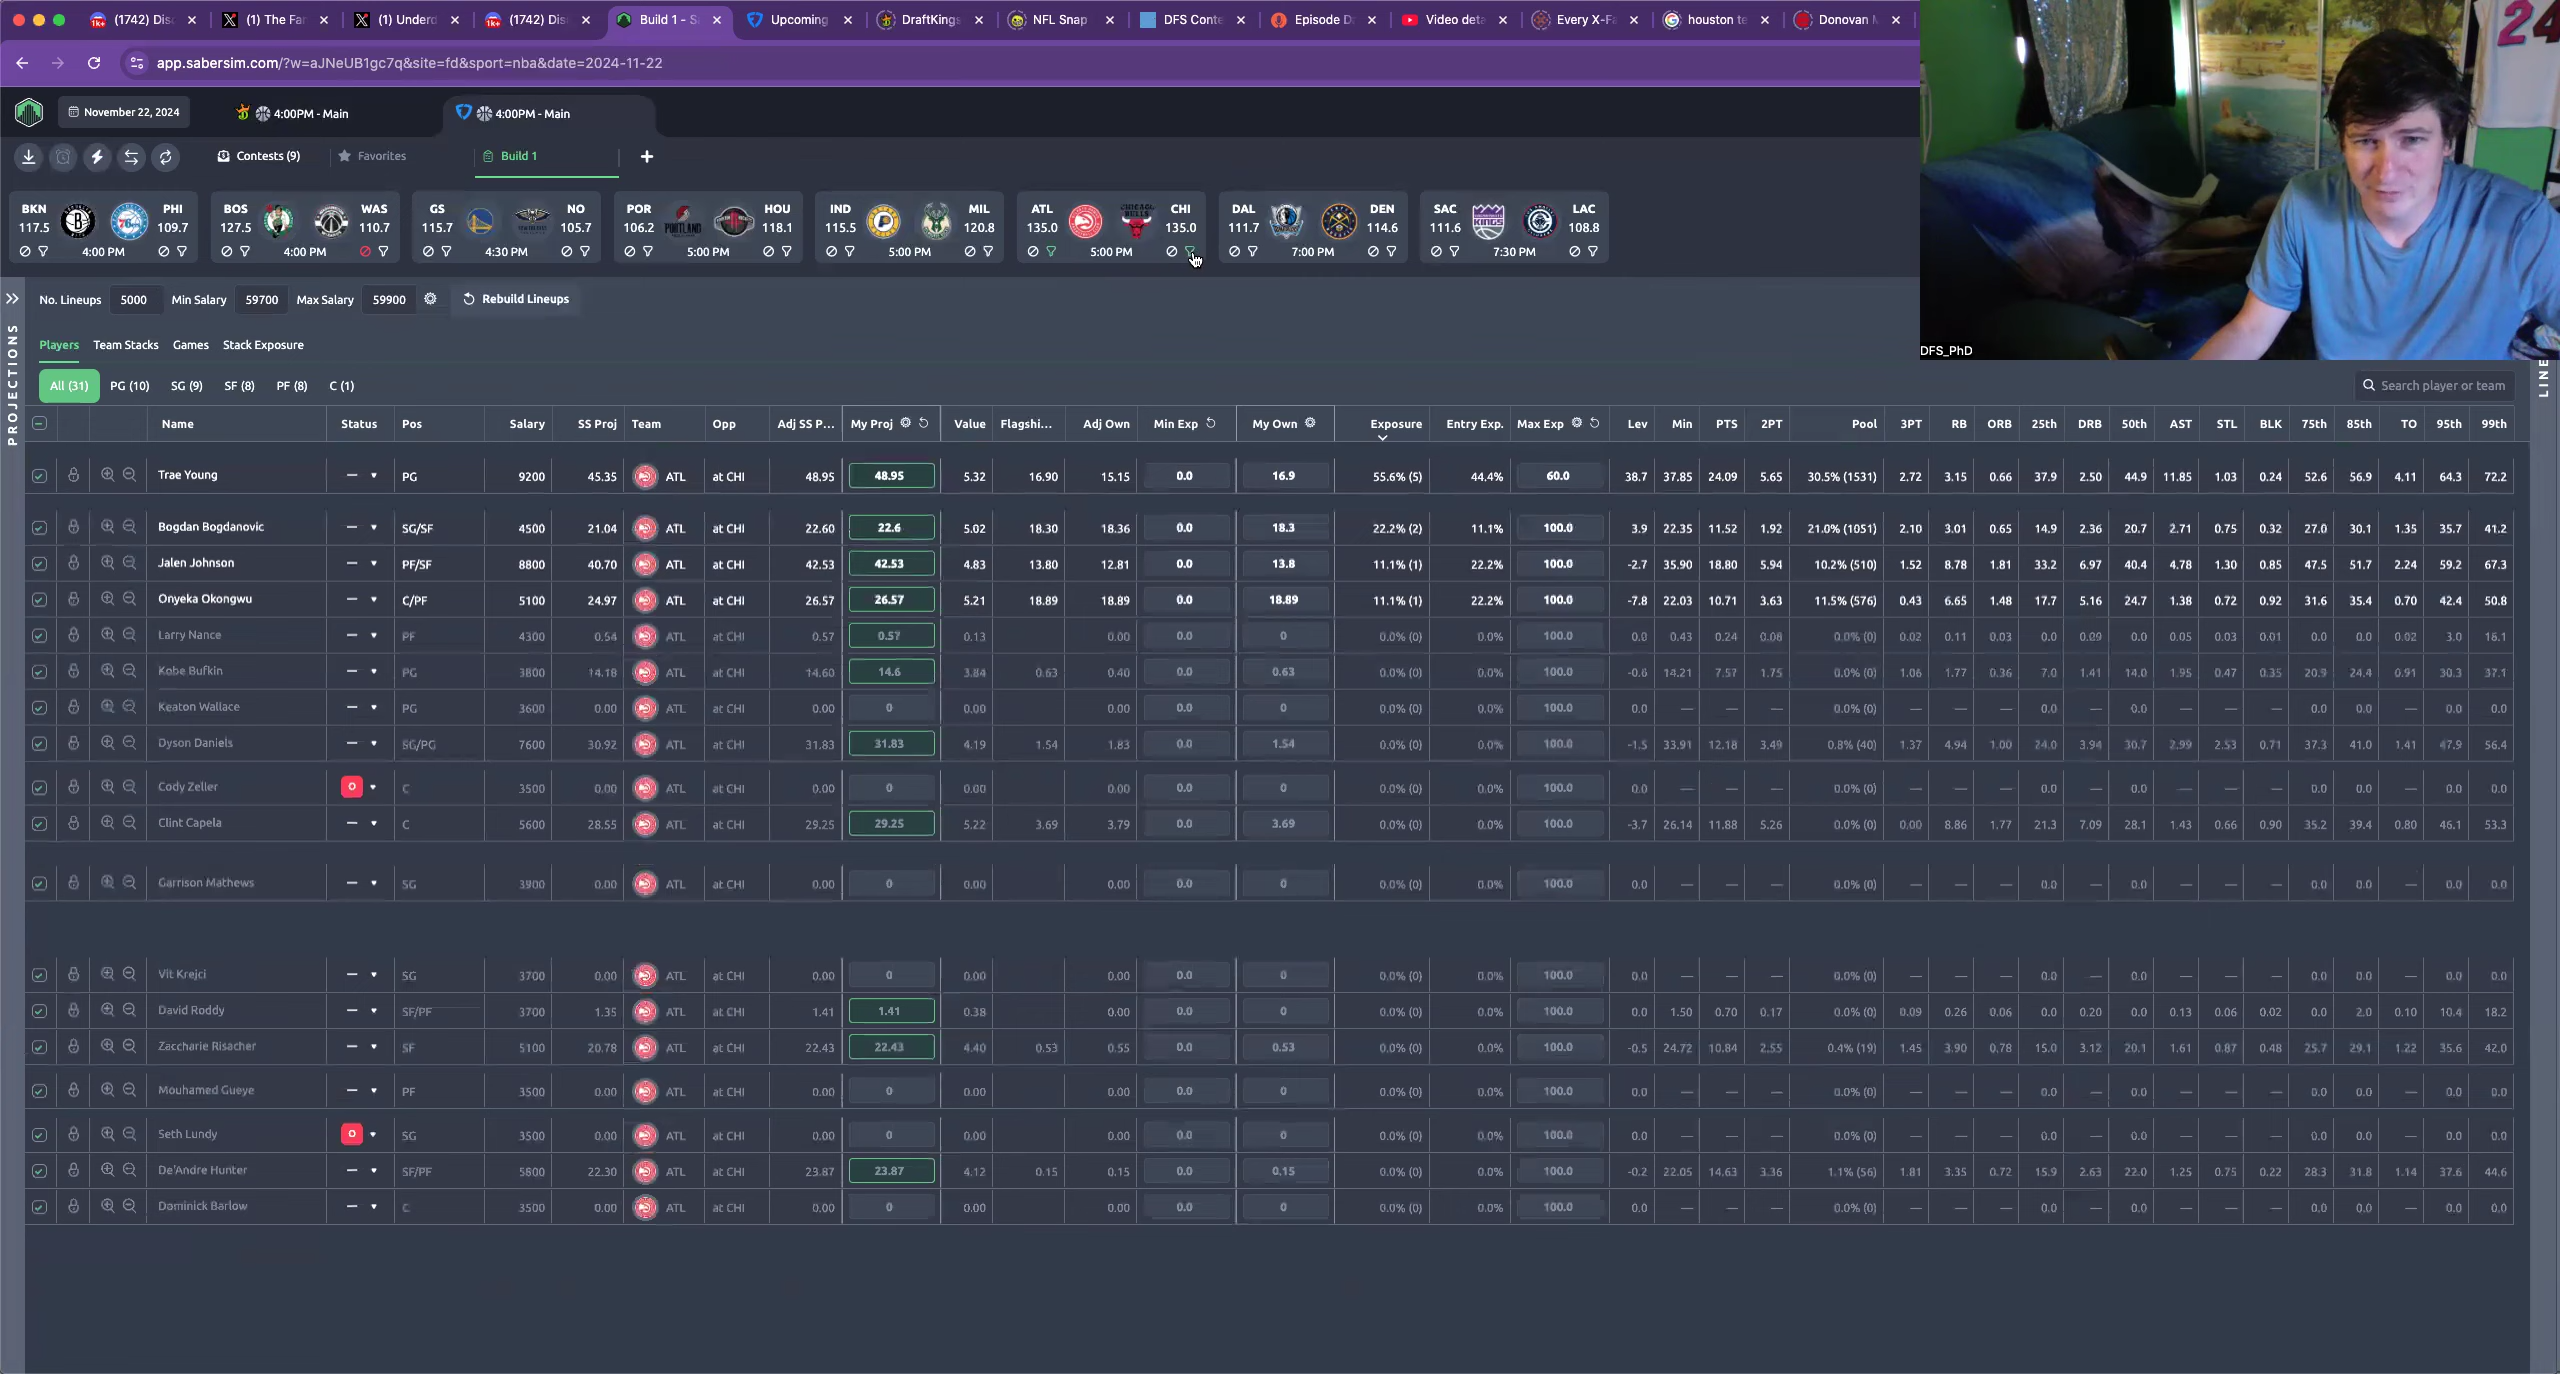 (1742) Disc (1) The Fan (1) Underd (1742) Dis Build 1 - S Upcoming DraftKings NFL Snap DFS Conte Episode D Video deta Every X-Fa houston te Donovan M
app.sabersim.com/?w=aJNeUB1gc7q&site=fd&sport=nba&date=2024-11-22
November 22, 2024 4:00PM - Main 4:00PM - Main
Contests (9) Favorites Build 1 +
BKN PHI BOS WAS GS NO POR HOU IND MIL ATL CHI DAL DEN SAC LAC
117.5 109.7 127.5 110.7 115.7 105.7 106.2 118.1 115.5 120.8 135.0 135.0 111.7 114.6 111.6 108.8
4:00 PM 4:00 PM 4:30 PM 5:00 PM 5:00 PM 5:00 PM 7:00 PM 7:30 PM
No. Lineups 5000 Min Salary 59700 Max Salary 59900 Rebuild Lineups
DFS_PhD
PROJECTIONS
LINE
Players Team Stacks Games Stack Exposure
All (31) PG (10) SG (9) SF (8) PF (8) C (1) Search player or team
Name Status Pos Salary SS Proj Team Opp Adj SS P... My Proj Value Flagshi... Adj Own Min Exp My Own Exposure Entry Exp. Max Exp Lev Min PTS 2PT Pool 3PT RB ORB 25th DRB 50th AST STL BLK 75th 85th TO 95th 99th
Trae Young — PG 9200 45.35 ATL at CHI 48.95 48.95 5.32 16.90 15.15 0.0 16.9 55.6% (5) 44.4% 60.0 38.7 37.85 24.09 5.65 30.5% (1531) 2.72 3.15 0.66 37.9 2.50 44.9 11.85 1.03 0.24 52.6 56.9 4.11 64.3 72.2
Bogdan Bogdanovic — SG/SF 4500 21.04 ATL at CHI 22.60 22.6 5.02 18.30 18.36 0.0 18.3 22.2% (2) 11.1% 100.0 3.9 22.35 11.52 1.92 21.0% (1051) 2.10 3.01 0.65 14.9 2.36 20.7 2.71 0.75 0.32 27.0 30.1 1.35 35.7 41.2
Jalen Johnson — PF/SF 8800 40.70 ATL at CHI 42.53 42.53 4.83 13.80 12.81 0.0 13.8 11.1% (1) 22.2% 100.0 -2.7 35.90 18.80 5.94 10.2% (510) 1.52 8.78 1.81 33.2 6.97 40.4 4.78 1.30 0.85 47.5 51.7 2.24 59.2 67.3
Onyeka Okongwu — C/PF 5100 24.97 ATL at CHI 26.57 26.57 5.21 18.89 18.89 0.0 18.89 11.1% (1) 22.2% 100.0 -7.8 22.03 10.71 3.63 11.5% (576) 0.43 6.65 1.48 17.7 5.16 24.7 1.38 0.72 0.92 31.6 35.4 0.70 42.4 50.8
Larry Nance — PF 4300 0.54 ATL at CHI 0.57 0.57 0.13 0.00 0.0 0 0.0% (0) 0.0% 100.0 0.0 0.43 0.24 0.06 0.0% (0) 0.02 0.11 0.03 0.0 0.09 0.0 0.05 0.03 0.01 0.0 0.0 0.02 3.0 16.1
Kobe Bufkin — PG 3800 14.18 ATL at CHI 14.60 14.6 3.84 0.63 0.40 0.0 0.63 0.0% (0) 0.0% 100.0 -0.6 14.21 7.57 1.75 0.0% (0) 1.06 1.77 0.36 7.0 1.41 14.0 1.95 0.47 0.35 20.9 24.4 0.91 30.3 37.1
Keaton Wallace — PG 3600 0.00 ATL at CHI 0.00 0 0.00 0.00 0.0 0 0.0% (0) 0.0% 100.0 0.0 — — — 0.0% (0) — — — 0.0 — 0.0 — — — 0.0 0.0 — 0.0 0.0
Dyson Daniels — SG/PG 7600 30.92 ATL at CHI 31.83 31.83 4.19 1.54 1.83 0.0 1.54 0.0% (0) 0.0% 100.0 -1.5 33.91 12.18 3.49 0.8% (40) 1.37 4.94 1.00 24.0 3.94 30.7 2.99 2.53 0.71 37.3 41.0 1.41 47.9 56.4
Cody Zeller O C 3500 0.00 ATL at CHI 0.00 0 0.00 0.00 0.0 0 0.0% (0) 0.0% 100.0 0.0 — — — 0.0% (0) — — — 0.0 — 0.0 — — — 0.0 0.0 — 0.0 0.0
Clint Capela — C 5600 28.55 ATL at CHI 29.25 29.25 5.22 3.69 3.79 0.0 3.69 0.0% (0) 0.0% 100.0 -3.7 26.14 11.88 5.26 0.0% (0) 0.00 8.86 1.77 21.3 7.09 28.1 1.43 0.66 0.90 35.2 39.4 0.80 46.1 53.3
Garrison Mathews — SG 3900 0.00 ATL at CHI 0.00 0 0.00 0.00 0.0 0 0.0% (0) 0.0% 100.0 0.0 — — — 0.0% (0) — — — 0.0 — 0.0 — — — 0.0 0.0 — 0.0 0.0
Vit Krejci — SG 3700 0.00 ATL at CHI 0.00 0 0.00 0.00 0.0 0 0.0% (0) 0.0% 100.0 0.0 — — — 0.0% (0) — — — 0.0 — 0.0 — — — 0.0 0.0 — 0.0 0.0
David Roddy — SF/PF 3700 1.35 ATL at CHI 1.41 1.41 0.38 0.00 0.0 0 0.0% (0) 0.0% 100.0 0.0 1.50 0.70 0.17 0.0% (0) 0.09 0.26 0.06 0.0 0.20 0.0 0.13 0.06 0.02 0.0 2.0 0.10 10.4 18.2
Zaccharie Risacher — SF 5100 20.78 ATL at CHI 22.43 22.43 4.40 0.53 0.55 0.0 0.53 0.0% (0) 0.0% 100.0 -0.5 24.72 10.84 2.55 0.4% (19) 1.45 3.90 0.78 15.0 3.12 20.1 1.61 0.87 0.48 25.7 29.1 1.22 35.6 42.0
Mouhamed Gueye — PF 3500 0.00 ATL at CHI 0.00 0 0.00 0.00 0.0 0 0.0% (0) 0.0% 100.0 0.0 — — — 0.0% (0) — — — 0.0 — 0.0 — — — 0.0 0.0 — 0.0 0.0
Seth Lundy O SG 3500 0.00 ATL at CHI 0.00 0 0.00 0.00 0.0 0 0.0% (0) 0.0% 100.0 0.0 — — — 0.0% (0) — — — 0.0 — 0.0 — — — 0.0 0.0 — 0.0 0.0
De'Andre Hunter — SF/PF 5800 22.30 ATL at CHI 23.87 23.87 4.12 0.15 0.15 0.0 0.15 0.0% (0) 0.0% 100.0 -0.2 22.05 14.63 3.36 1.1% (56) 1.81 3.35 0.72 15.9 2.63 22.0 1.25 0.75 0.22 28.3 31.8 1.14 37.6 44.6
Dominick Barlow — C 3500 0.00 ATL at CHI 0.00 0 0.00 0.00 0.0 0 0.0% (0) 0.0% 100.0 0.0 — — — 0.0% (0) — — — 0.0 — 0.0 — — — 0.0 0.0 — 0.0 0.0